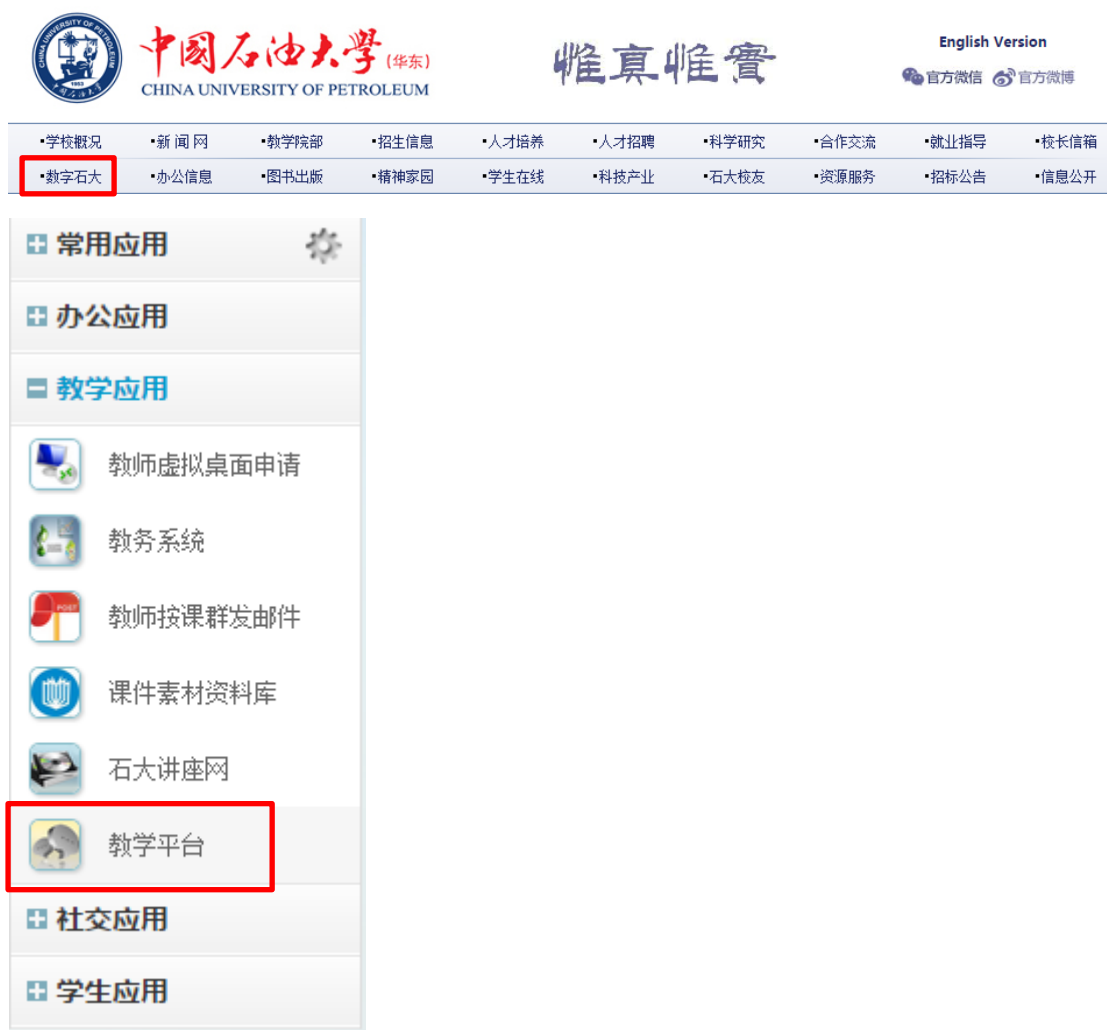 中國石油大學(华东)
CHINA UNIVERSITY OF PETROLEUM
惟真惟實
English Version
官方微信 官方微博
▪学校概况 ▪新 闻 网 ▪教学院部 ▪招生信息 ▪人才培养 ▪人才招聘 ▪科学研究 ▪合作交流 ▪就业指导 ▪校长信箱
▪数字石大 ▪办公信息 ▪图书出版 ▪精神家园 ▪学生在线 ▪科技产业 ▪石大校友 ▪资源服务 ▪招标公告 ▪信息公开
常用应用
办公应用
教学应用
教师虚拟桌面申请
教务系统
POST
教师按课群发邮件
课件素材资料库
石大讲座网
教学平台
社交应用
学生应用